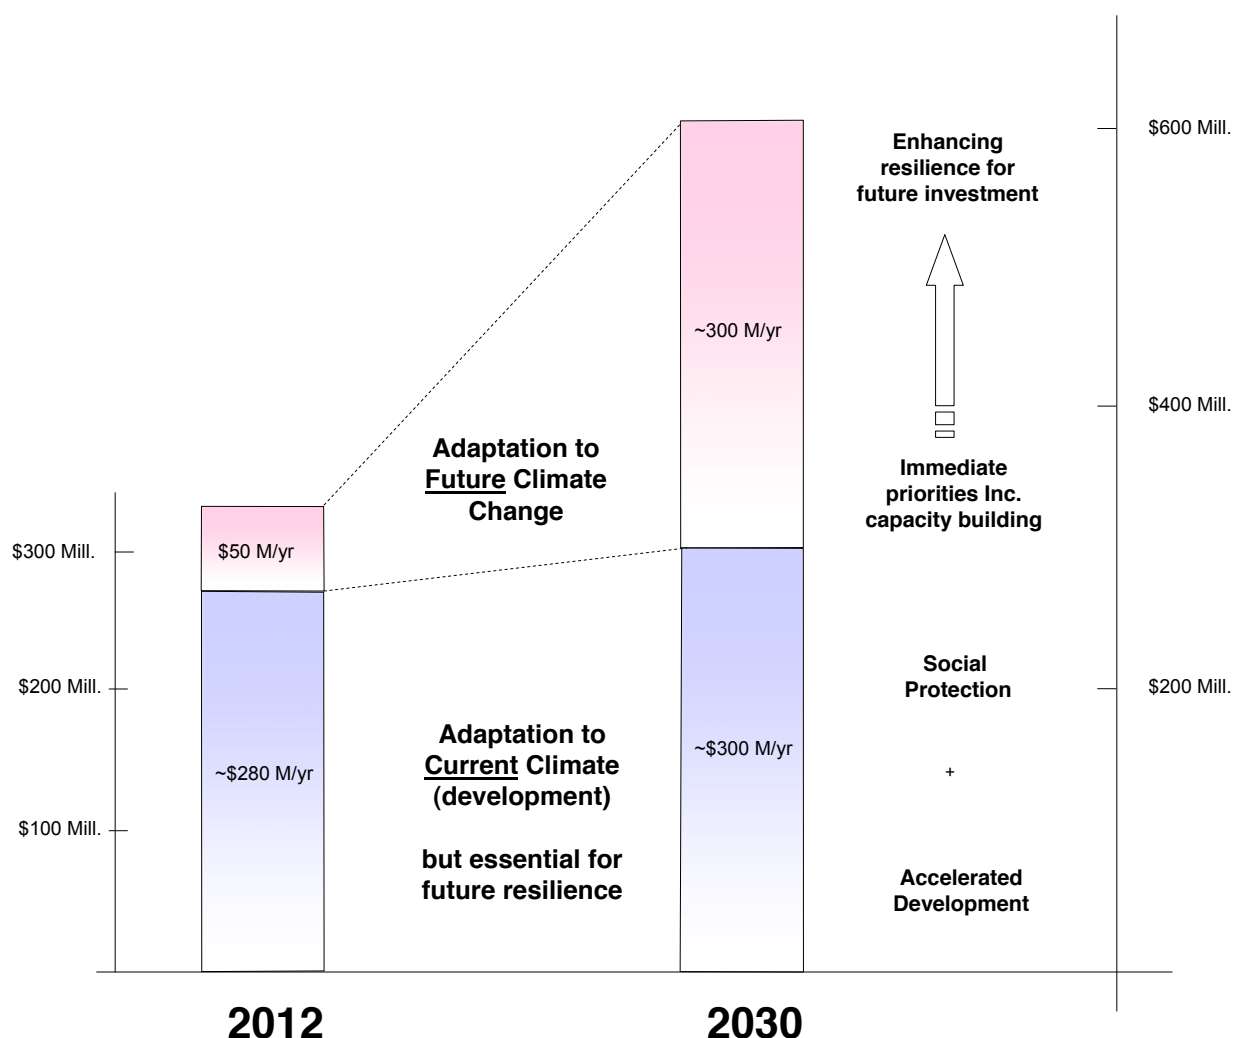 $600 Mill.
Enhancing
resilience for
future investment
~300 M/yr
$400 Mill.
Adaptation to
Future Climate
Change
Immediate
priorities Inc.
capacity building
$300 Mill.
$50 M/yr
$200 Mill.
Social
Protection
$200 Mill.
Adaptation to
Current Climate
(development)
~$300 M/yr
~$280 M/yr
+
$100 Mill.
but essential for
future resilience
Accelerated
Development
2012
2030